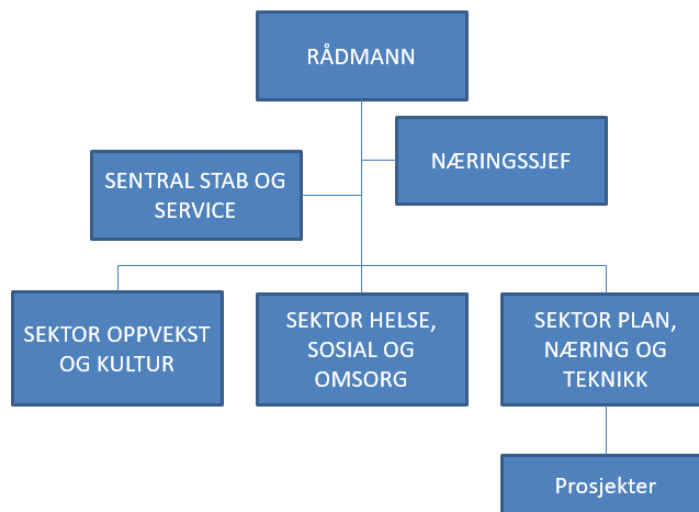 RÅDMANN
NÆRINGSSJEF
SENTRAL STAB OG
SERVICE
SEKTOR OPPVEKST
OG KULTUR
SEKTOR HELSE,
SOSIAL OG
OMSORG
SEKTOR PLAN,
NÆRING OG
TEKNIKK
Prosjekter